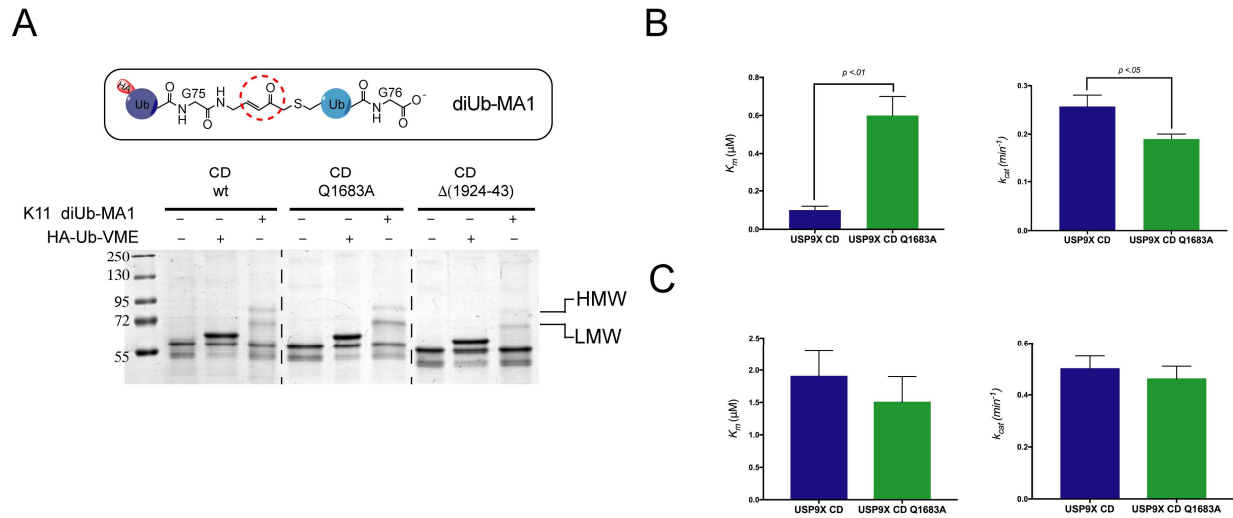 A
HA
Ub
O
G75
N
H
O
H
N
O
S
Ub
O
G76
N
H
O
O-
diUb-MA1
CD
wt
CD
Q1683A
CD
Δ(1924-43)
K11 diUb-MA1 – – + – – + – – +
HA-Ub-VME – + – – + – – + –
250
130
95
72
55
HMW
LMW
B
p <.01
Km (µM)
0.8
0.6
0.4
0.2
0.0
USP9X CD USP9X CD Q1683A
p <.05
kcat (min-1)
0.3
0.2
0.1
0.0
USP9X CD USP9X CD Q1683A
C
Km (µM)
2.5
2.0
1.5
1.0
0.5
0.0
USP9X CD USP9X CD Q1683A
kcat (min-1)
0.6
0.4
0.2
0.0
USP9X CD USP9X CD Q1683A